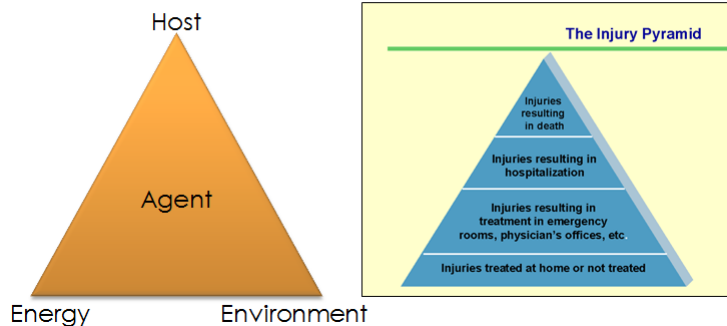 Host
Agent
Energy
Environment
The Injury Pyramid
Injuries
resulting
in death
Injuries resulting in
hospitalization
Injuries resulting in
treatment in emergency
rooms, physician's offices, etc.
Injuries treated at home or not treated